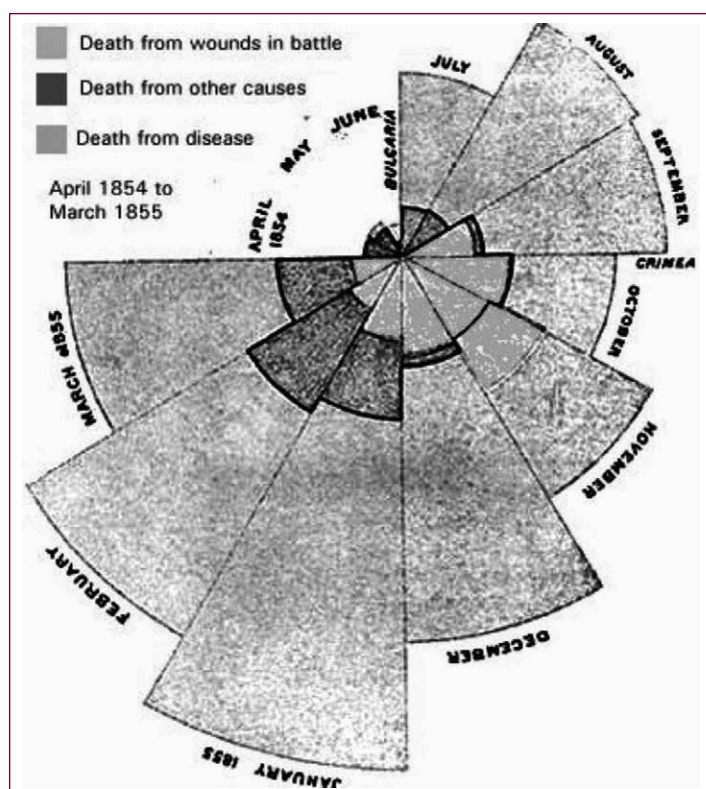 Death from wounds in battle
Death from other causes
Death from disease
April 1854 to
March 1855
APRIL
1854
MAY
JUNE
BULGARIA
JULY
AUGUST
SEPTEMBER
CRIMEA
OCTOBER
NOVEMBER
DECEMBER
JANUARY 1855
FEBRUARY
MARCH 1855